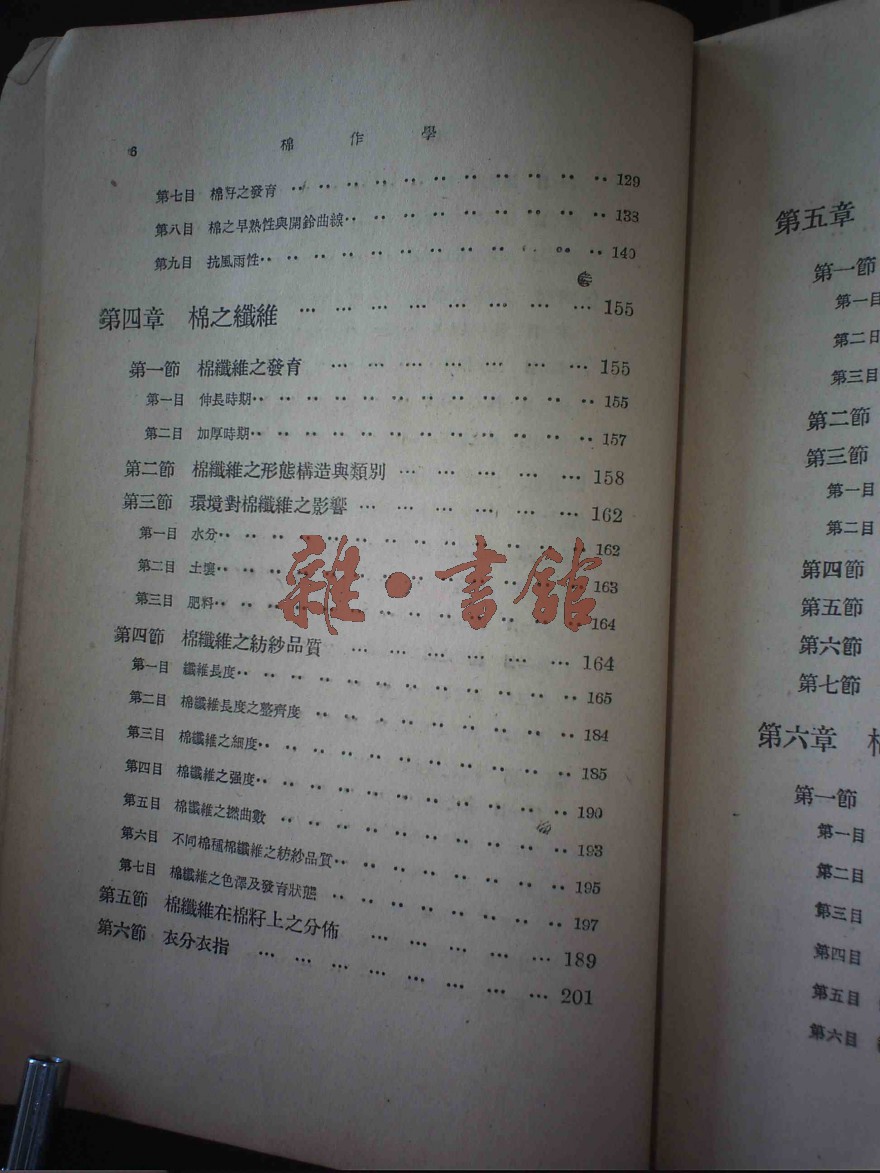 6 棉作學
第七目 棉籽之發育 129
第八目 棉之早熟性與開鈴曲線 138
第九目 抗風雨性 140
第四章 棉之纖維 155
第一節 棉纖維之發育 155
第一目 伸長時期 155
第二目 加厚時期 157
第二節 棉纖維之形態構造與類別 158
第三節 環境對棉纖維之影響 162
第一目 水分 162
第二目 土壤 163
第三目 肥料 164
第四節 棉纖維之紡紗品質 164
第一目 纖維長度 165
第二目 棉纖維長度之整齊度 184
第三目 棉纖維之細度 185
第四目 棉纖維之强度 190
第五目 棉纖維之撚曲數 193
第六目 不同棉種棉纖維之紡紗品質 195
第七目 棉纖維之色澤及發育狀態 197
第五節 棉纖維在棉籽上之分佈 189
第六節 衣分衣指 201
雜·書館
第五章
第一節
第一目
第二目
第三目
第二節
第三節
第一目
第二目
第四節
第五節
第六節
第七節
第六章
第一節
第一目
第二目
第三目
第四目
第五目
第六目